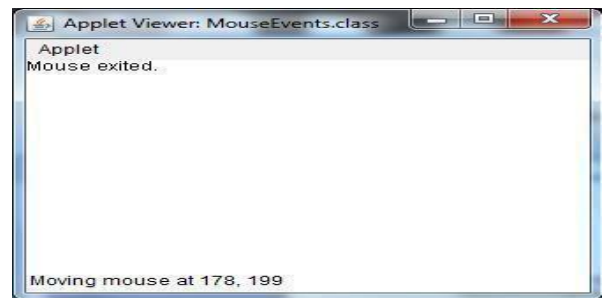 Applet Viewer: MouseEvents.class
Applet
Mouse exited.
Moving mouse at 178, 199